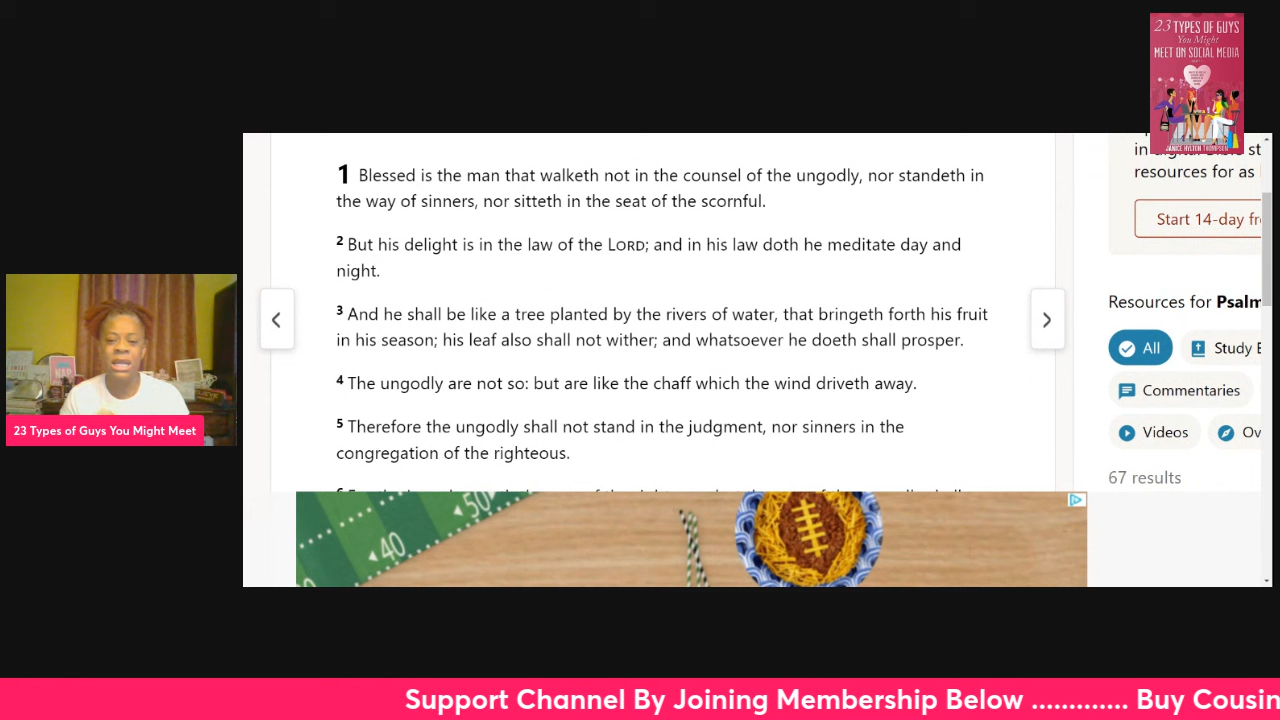 23 TYPES OF GUYS
You Might
MEET ON SOCIAL MEDIA
JANICE HYLTON THOMPSON
1 Blessed is the man that walketh not in the counsel of the ungodly, nor standeth in
the way of sinners, nor sitteth in the seat of the scornful.
2 But his delight is in the law of the LORD; and in his law doth he meditate day and
night.
3 And he shall be like a tree planted by the rivers of water, that bringeth forth his fruit
in his season; his leaf also shall not wither; and whatsoever he doeth shall prosper.
4 The ungodly are not so: but are like the chaff which the wind driveth away.
5 Therefore the ungodly shall not stand in the judgment, nor sinners in the
congregation of the righteous.
resources for as
Start 14-day
Resources for Psalm
All
Study
Commentaries
Videos
67 results
50
40
23 Types of Guys You Might Meet
Support Channel By Joining Membership Below ............. Buy Cousin